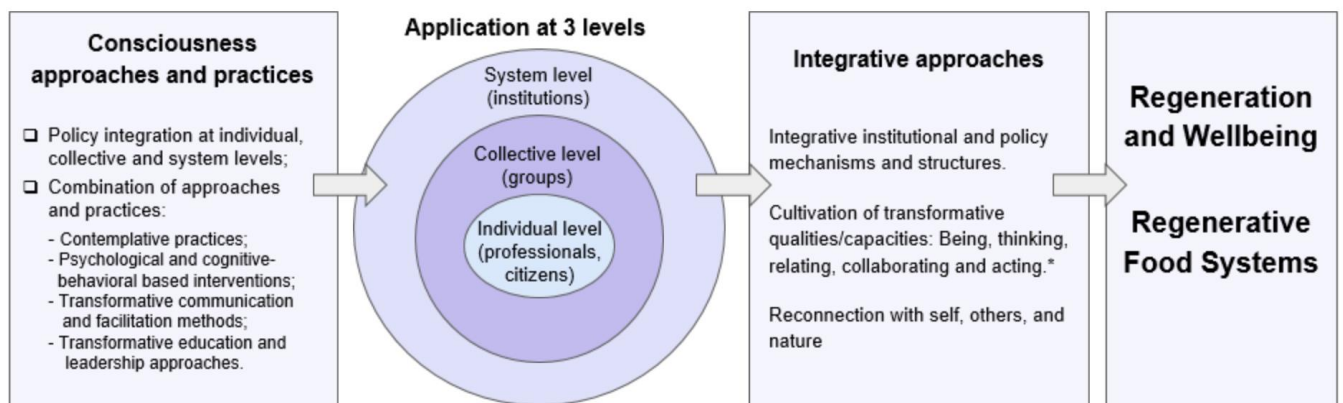 Consciousness
approaches and practices
❑ Policy integration at individual,
collective and system levels;
❑ Combination of approaches
and practices:
- Contemplative practices;
- Psychological and cognitive-
behavioral based interventions;
- Transformative communication
and facilitation methods;
- Transformative education and
leadership approaches.
Application at 3 levels
System level
(institutions)
Collective level
(groups)
Individual level
(professionals,
citizens)
Integrative approaches
Integrative institutional and policy
mechanisms and structures.
Cultivation of transformative
qualities/capacities: Being, thinking,
relating, collaborating and acting.*
Reconnection with self, others, and
nature
Regeneration
and Wellbeing
Regenerative
Food Systems